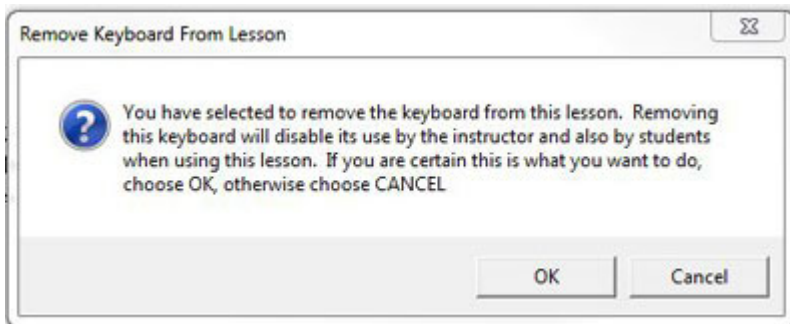 Remove Keyboard From Lesson
You have selected to remove the keyboard from this lesson.  Removing
this keyboard will disable its use by the instructor and also by students
when using this lesson.  If you are certain this is what you want to do,
choose OK, otherwise choose CANCEL
OK
Cancel